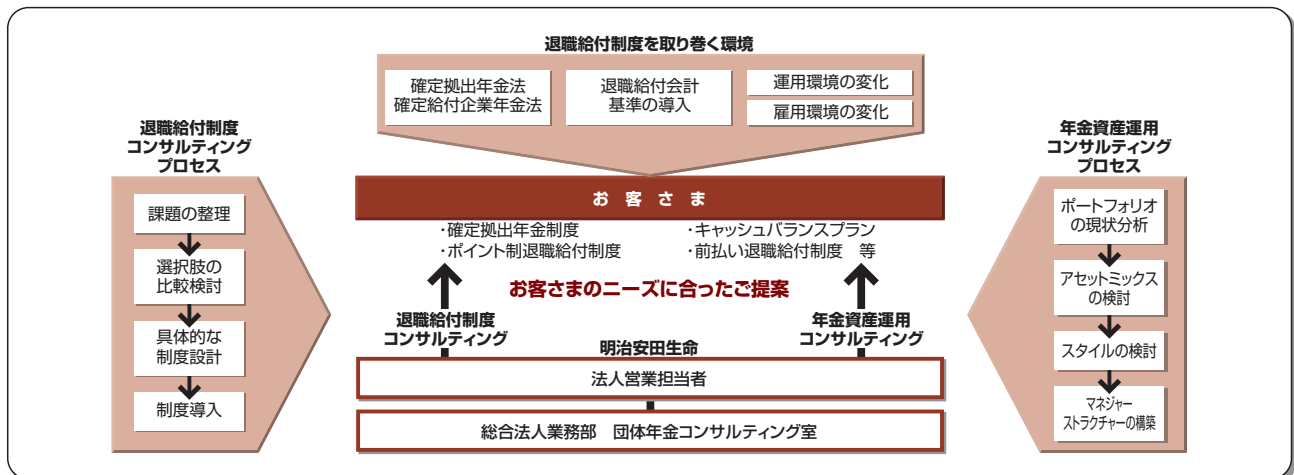 退職給付制度を取り巻く環境
確定拠出年金法
確定給付企業年金法
退職給付会計
基準の導入
運用環境の変化
雇用環境の変化
退職給付制度
コンサルティング
プロセス
課題の整理
選択肢の
比較検討
具体的な
制度設計
制度導入
お客さま
・確定拠出年金制度
・ポイント制退職給付制度
・キャッシュバランスプラン
・前払い退職給付制度 等
お客さまのニーズに合ったご提案
退職給付制度
コンサルティング
年金資産運用
コンサルティング
明治安田生命
法人営業担当者
総合法人業務部 団体年金コンサルティング室
年金資産運用
コンサルティング
プロセス
ポートフォリオ
の現状分析
アセットミックス
の検討
スタイルの検討
マネジャー
ストラクチャーの構築